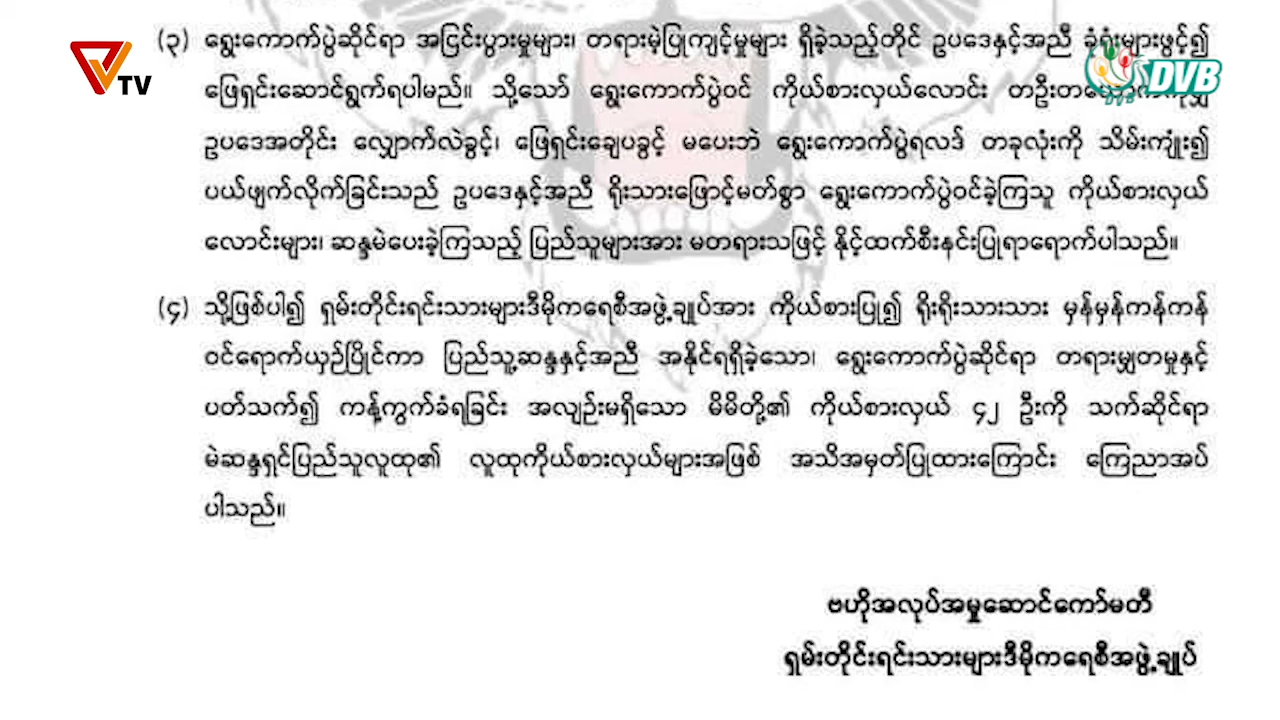 TV
DVB
DVB
(၃) ရွေးကောက်ပွဲဆိုင်ရာ အငြင်းပွားမှုများ၊ တရားမဲ့ပြုကျင့်မှုများ ရှိခဲ့သည့်တိုင် ဥပဒေနှင့်အညီ ခုံရုံးများဖွင့်၍
ဖြေရှင်းဆောင်ရွက်ရပါမည်။ သို့သော် ရွေးကောက်ပွဲဝင် ကိုယ်စားလှယ်လောင်း
ဥပဒေအတိုင်း လျှောက်လဲခွင့်၊ ဖြေရှင်းချေပခွင့် မပေးဘဲ ရွေးကောက်ပွဲရလဒ် တခုလုံးကို သိမ်းကျုံး၍
ပယ်ဖျက်လိုက်ခြင်းသည် ဥပဒေနှင့်အညီ ရိုးသားဖြောင့်မတ်စွာ ရွေးကောက်ပွဲဝင်ခဲ့ကြသူ ကိုယ်စားလှယ်
လောင်းများ၊ ဆန္ဒမဲပေးခဲ့ကြသည့် ပြည်သူများအား မတရားသဖြင့် နိုင့်ထက်စီးနင်းပြုရာရောက်ပါသည်။
(၄) သို့ဖြစ်ပါ၍ ရှမ်းတိုင်းရင်းသားများဒီမိုကရေစီအဖွဲ့ချုပ်အား ကိုယ်စားပြု၍ ရိုးရိုးသားသား မှန်မှန်ကန်ကန်
ဝင်ရောက်ယှဉ်ပြိုင်ကာ ပြည်သူ့ဆန္ဒနှင့်အညီ အနိုင်ရရှိခဲ့သော၊ ရွေးကောက်ပွဲဆိုင်ရာ တရားမျှတမှုနှင့်
ပတ်သက်၍ ကန့်ကွက်ခံရခြင်း အလျဉ်းမရှိသော မိမိတို့၏ ကိုယ်စားလှယ် ၄၂ ဦးကို သက်ဆိုင်ရာ
မဲဆန္ဒရှင်ပြည်သူလူထု၏ လူထုကိုယ်စားလှယ်များအဖြစ် အသိအမှတ်ပြုထားကြောင်း ကြေညာအပ်
ပါသည်။
ဗဟိုအလုပ်အမှုဆောင်ကော်မတီ
ရှမ်းတိုင်းရင်းသားများဒီမိုကရေစီအဖွဲ့ချုပ်